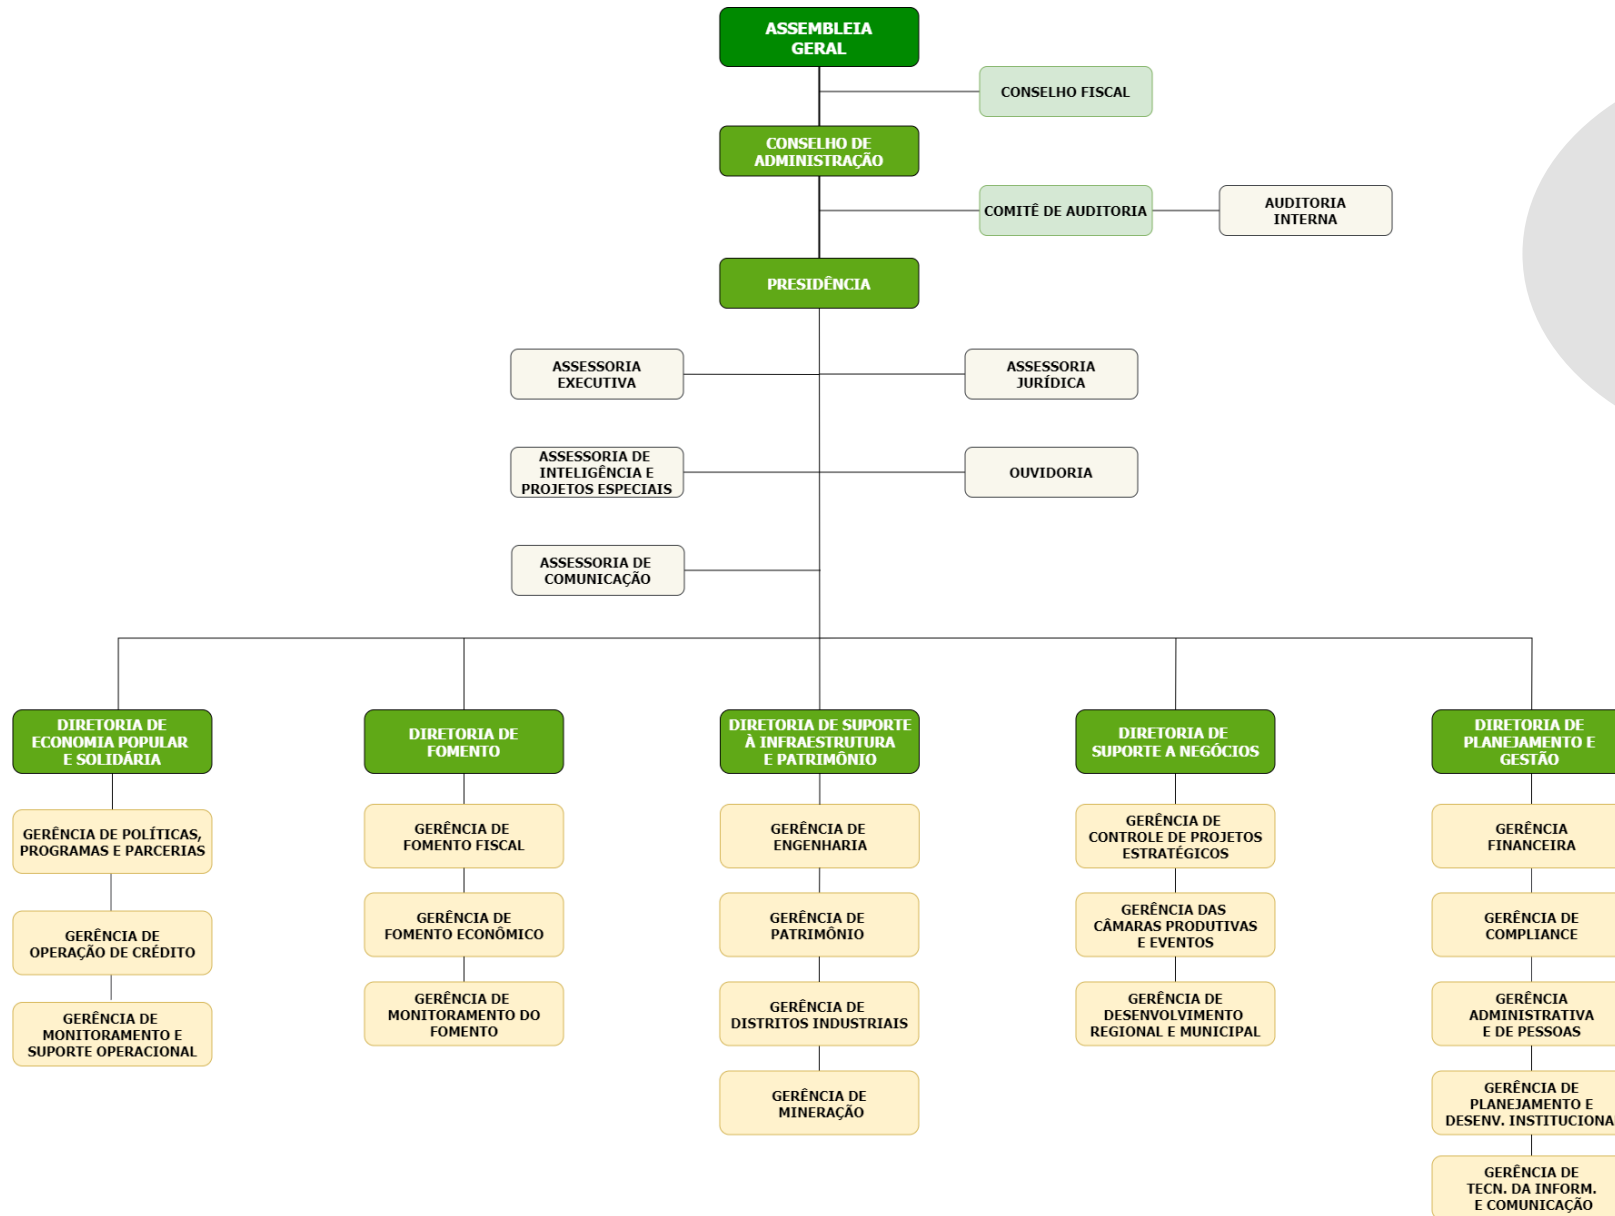 ASSEMBLEIA
GERAL
CONSELHO FISCAL
CONSELHO DE
ADMINISTRAÇÃO
COMITÊ DE AUDITORIA
AUDITORIA
INTERNA
PRESIDÊNCIA
ASSESSORIA
EXECUTIVA
ASSESSORIA
JURÍDICA
ASSESSORIA DE
INTELIGÊNCIA E
PROJETOS ESPECIAIS
OUVIDORIA
ASSESSORIA DE
COMUNICAÇÃO
DIRETORIA DE
ECONOMIA POPULAR
E SOLIDÁRIA
GERÊNCIA DE POLÍTICAS,
PROGRAMAS E PARCERIAS
GERÊNCIA DE
OPERAÇÃO DE CRÉDITO
GERÊNCIA DE
MONITORAMENTO E
SUPORTE OPERACIONAL
DIRETORIA DE
FOMENTO
GERÊNCIA DE
FOMENTO FISCAL
GERÊNCIA DE
FOMENTO ECONÔMICO
GERÊNCIA DE
MONITORAMENTO DO
FOMENTO
DIRETORIA DE SUPORTE
À INFRAESTRUTURA
E PATRIMÔNIO
GERÊNCIA DE
ENGENHARIA
GERÊNCIA DE
PATRIMÔNIO
GERÊNCIA DE
DISTRITOS INDUSTRIAIS
GERÊNCIA DE
MINERAÇÃO
DIRETORIA DE
SUPORTE A NEGÓCIOS
GERÊNCIA DE
CONTROLE DE PROJETOS
ESTRATÉGICOS
GERÊNCIA DAS
CÂMARAS PRODUTIVAS
E EVENTOS
GERÊNCIA DE
DESENVOLVIMENTO
REGIONAL E MUNICIPAL
DIRETORIA DE
PLANEJAMENTO E
GESTÃO
GERÊNCIA
FINANCEIRA
GERÊNCIA DE
COMPLIANCE
GERÊNCIA
ADMINISTRATIVA
E DE PESSOAS
GERÊNCIA DE
PLANEJAMENTO E
DESENV. INSTITUCIONAL
GERÊNCIA DE
TECN. DA INFORM.
E COMUNICAÇÃO